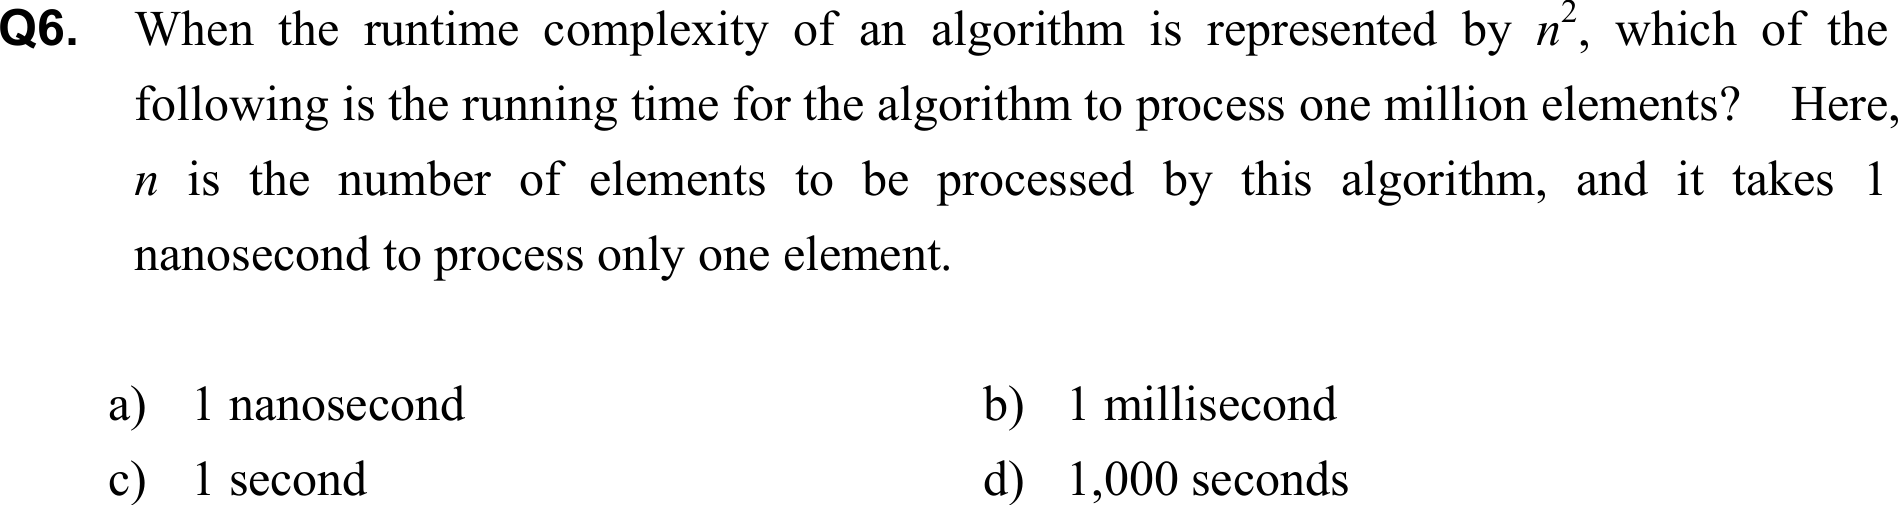 Q6. When the runtime complexity of an algorithm is represented by n², which of the
following is the running time for the algorithm to process one million elements? Here,
n is the number of elements to be processed by this algorithm, and it takes 1
nanosecond to process only one element.
a) 1 nanosecond b) 1 millisecond
c) 1 second d) 1,000 seconds